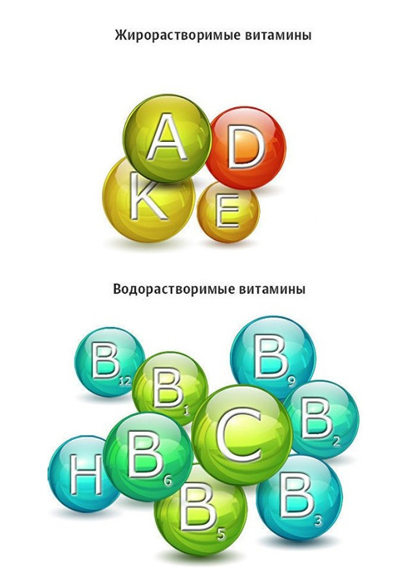 Жирорастворимые витамины
A D
K E
Водорастворимые витамины
B12 B1 B9
C B2
H B6
B5 B3